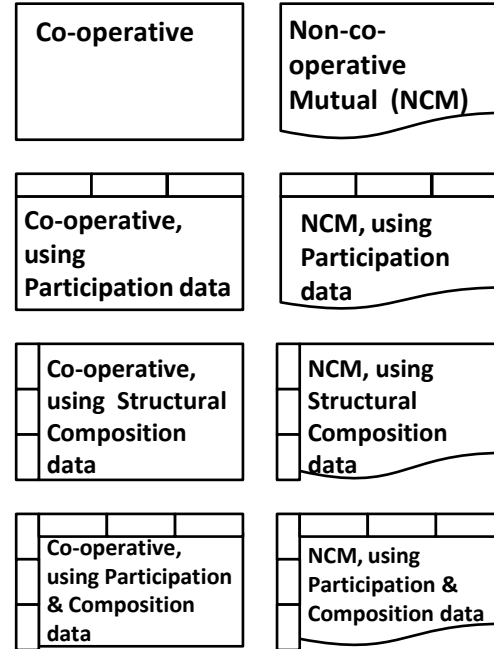 Co-operative
Non-co-
operative
Mutual (NCM)
Co-operative,
using
Participation data
NCM, using
Participation
data
Co-operative,
using Structural
Composition
data
NCM, using
Structural
Composition
data
Co-operative,
using Participation
& Composition
data
NCM, using
Participation &
Composition data